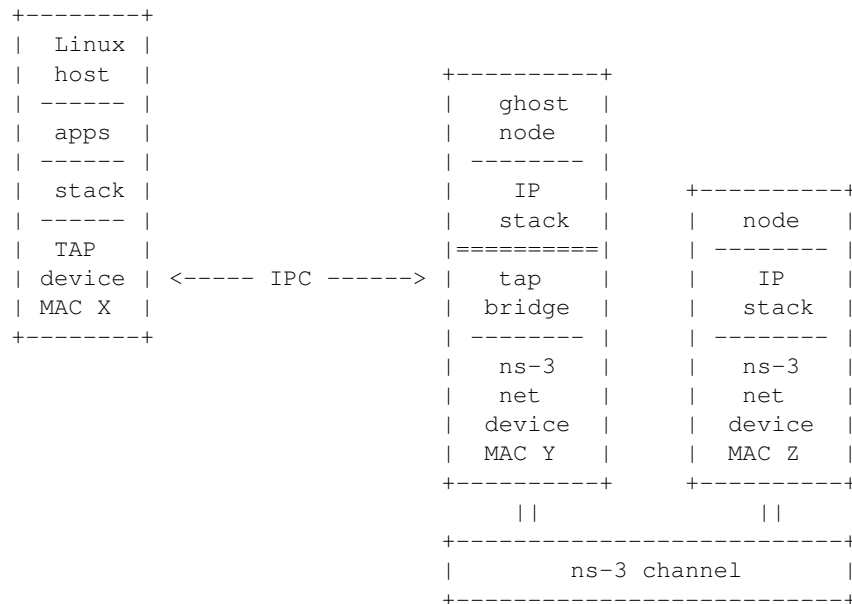 +--------+
|  Linux |
|  host  |                    +----------+
| ------ |                    |   ghost  |
|  apps  |                    |   node   |
| ------ |                    | -------- |
|  stack |                    |    IP    |     +----------+
| ------ |                    |   stack  |     |   node   |
|  TAP   |                    |==========|     | -------- |
| device | <----- IPC ------> |   tap    |     |    IP    |
| MAC X  |                    |  bridge  |     |   stack  |
+--------+                    | -------- |     | -------- |
                              |   ns-3   |     |   ns-3   |
                              |   net    |     |   net    |
                              |  device  |     |  device  |
                              |  MAC Y   |     |  MAC Z   |
                              +----------+     +----------+
                                   ||               ||
                              +---------------------------+
                              |        ns-3 channel       |
                              +---------------------------+